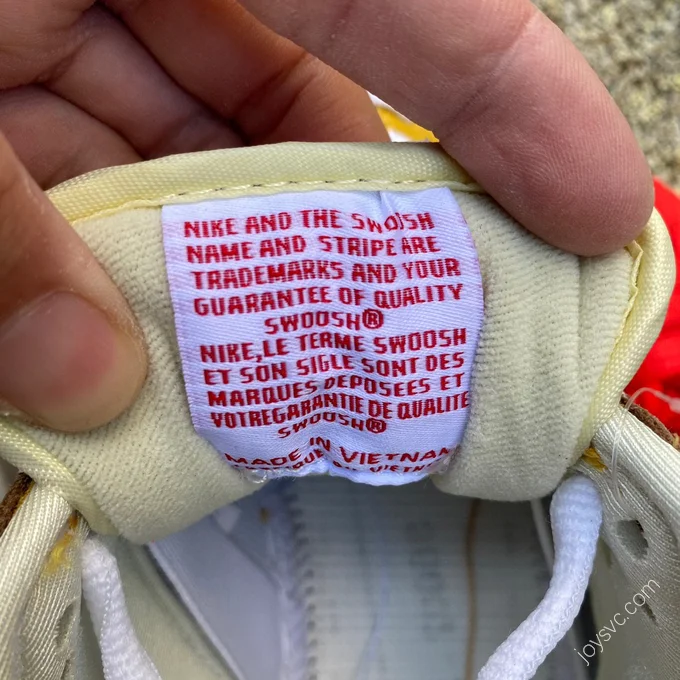 NIKE AND THE SWOOSH
NAME AND STRIPE ARE
TRADEMARKS AND YOUR
GUARANTEE OF QUALITY
SWOOSH®
NIKE,LE TERME SWOOSH
ET SON SIGLE SONT DES
MARQUES DEPOSEES ET
VOTREGARANTIE DE QUALITE
SWOOSH®
MADE IN VIETNAM
VIETNAM
joysvc.com